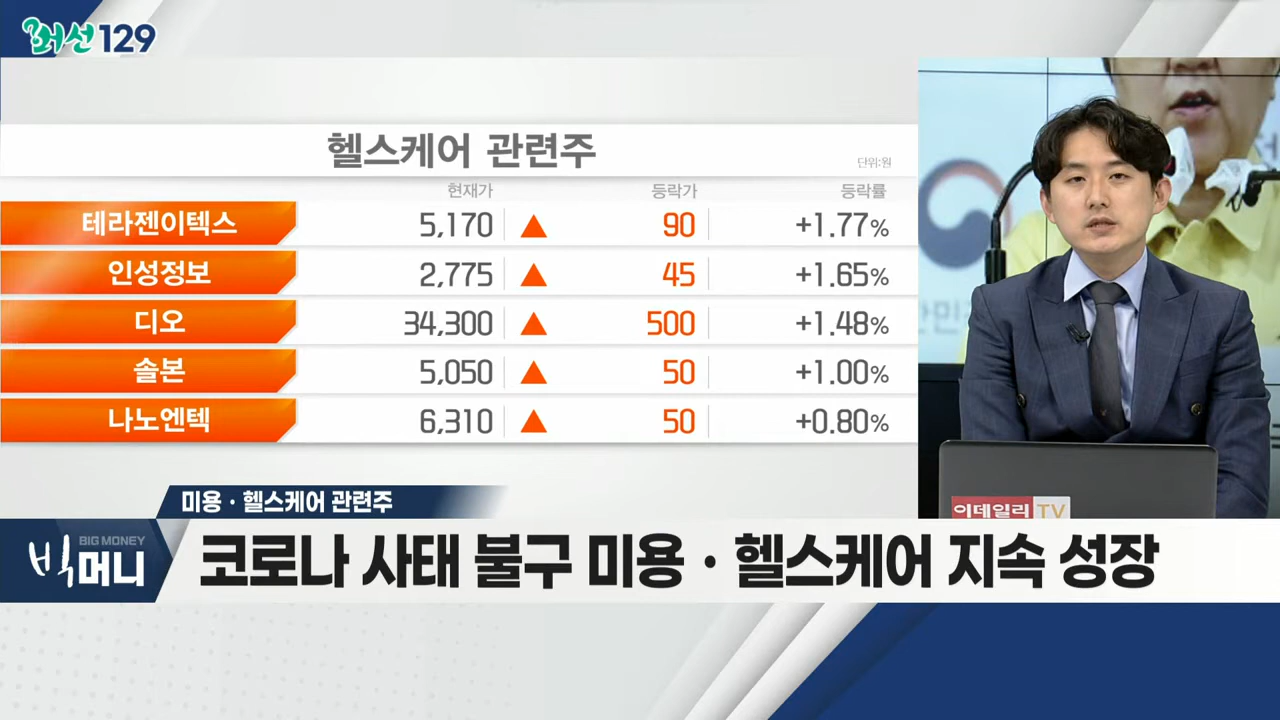 머선129
헬스케어 관련주
단위:원
현재가 등락가 등락률
테라젠이텍스 5,170 ▲ 90 +1.77%
인성정보 2,775 ▲ 45 +1.65%
디오 34,300 ▲ 500 +1.48%
솔본 5,050 ▲ 50 +1.00%
나노엔텍 6,310 ▲ 50 +0.80%
이데일리TV
미용·헬스케어 관련주
BIG MONEY
빅머니
코로나 사태 불구 미용·헬스케어 지속 성장